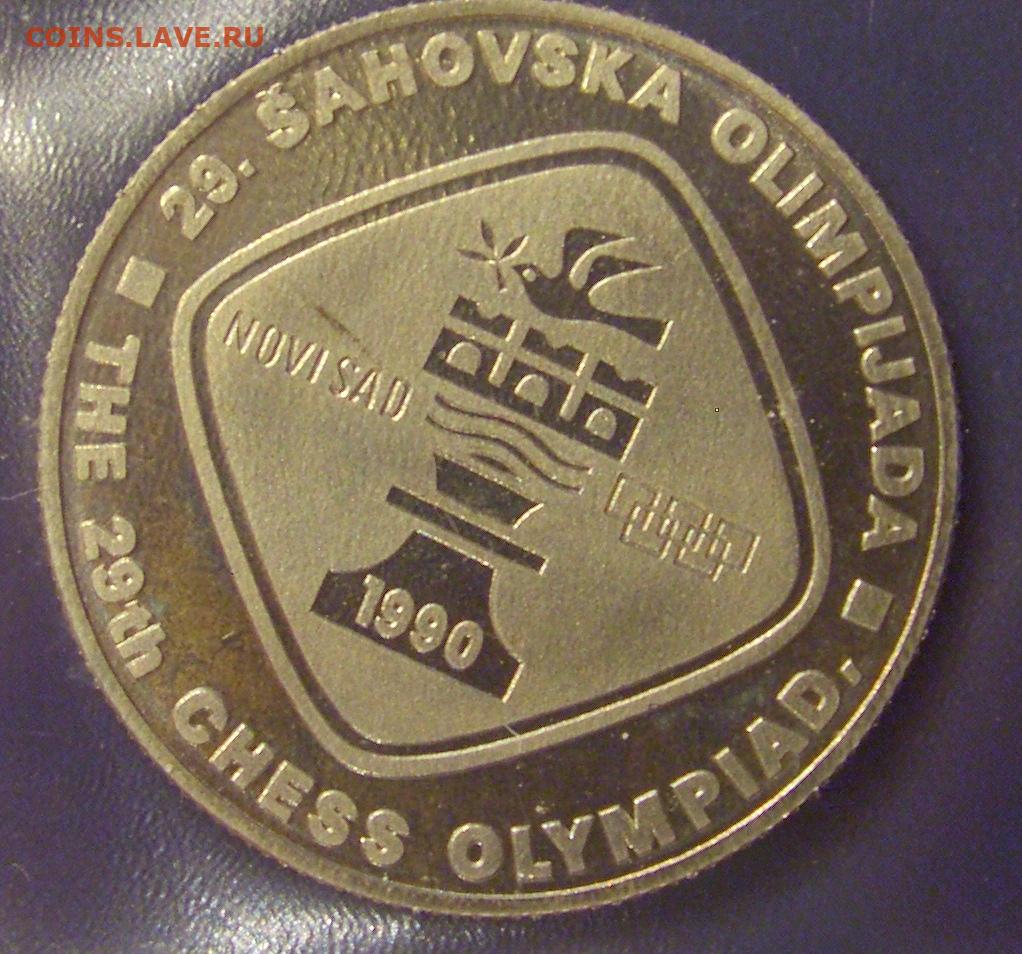 COINS.LAVE.RU
29. ŠAHOVSKA OLIMPIJADA
THE 29th CHESS OLYMPIAD.
NOVI SAD
1990